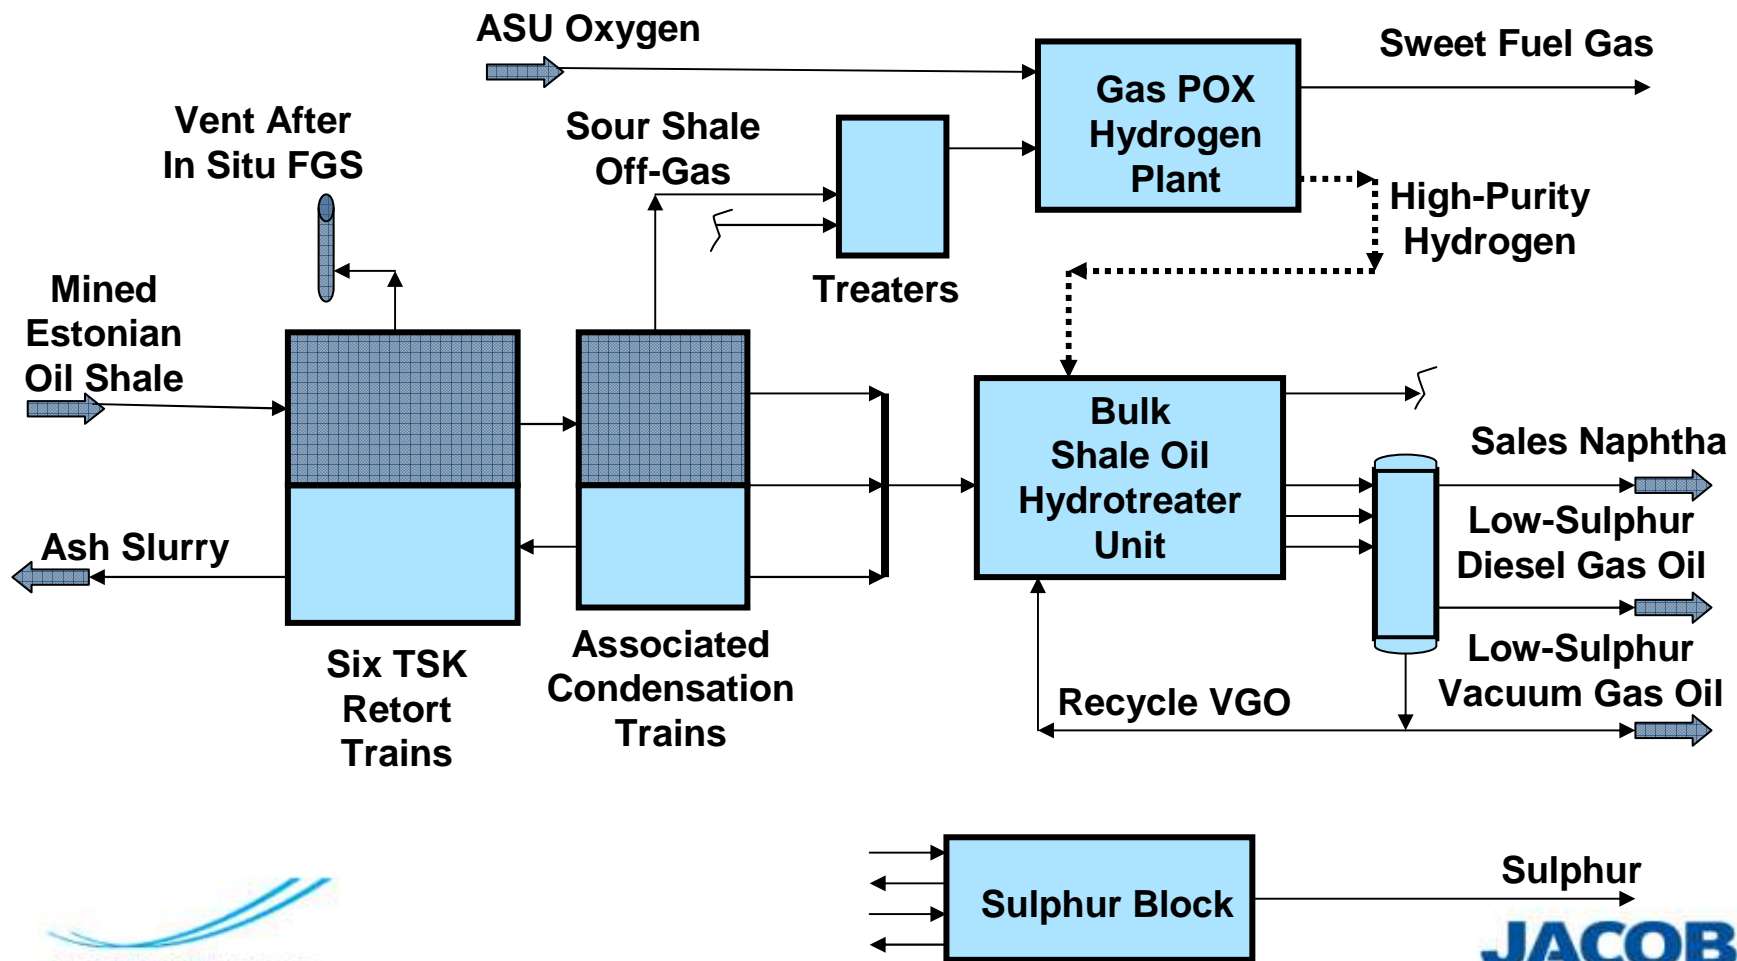 ASU Oxygen
Sweet Fuel Gas
Gas POX
Hydrogen
Plant
Vent After
In Situ FGS
Sour Shale
Off-Gas
High-Purity
Hydrogen
Treaters
Mined
Estonian
Oil Shale
Bulk
Shale Oil
Hydrotreater
Unit
Sales Naphtha
Low-Sulphur
Diesel Gas Oil
Ash Slurry
Low-Sulphur
Vacuum Gas Oil
Six TSK
Retort
Trains
Associated
Condensation
Trains
Recycle VGO
Sulphur Block
Sulphur
JACOB